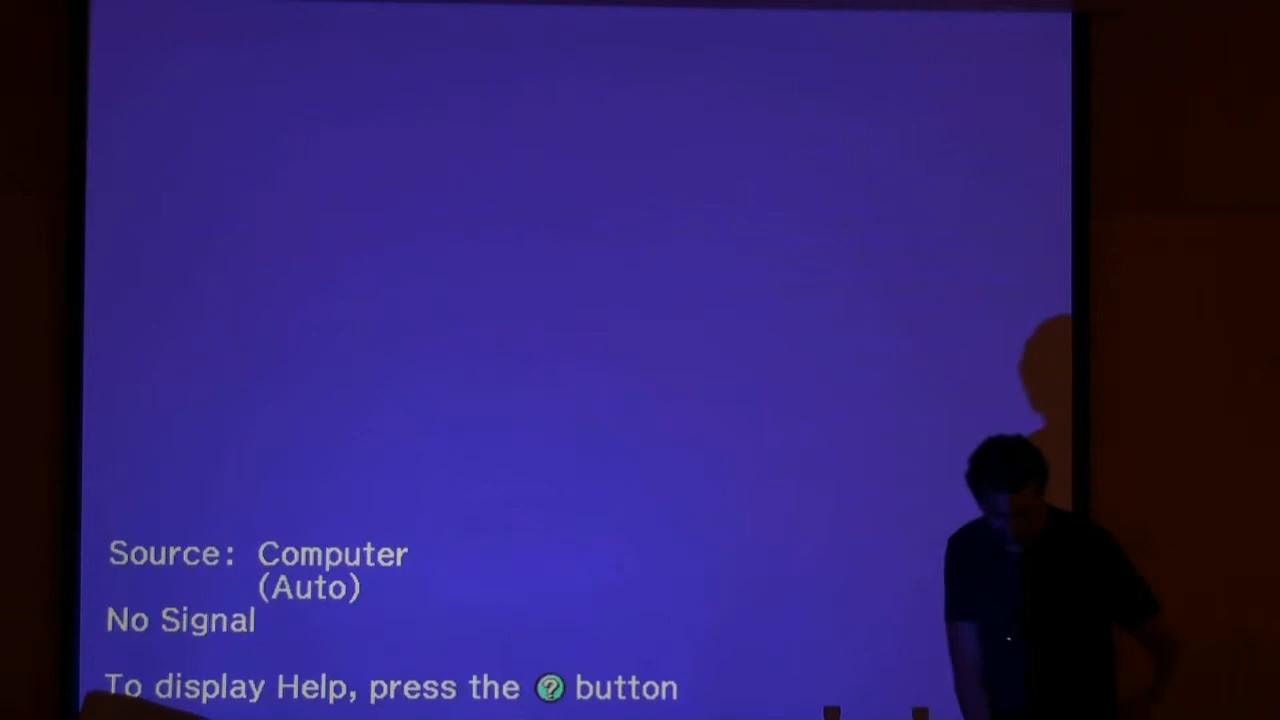 Source: Computer
(Auto)
No Signal
To display Help, press the ? button